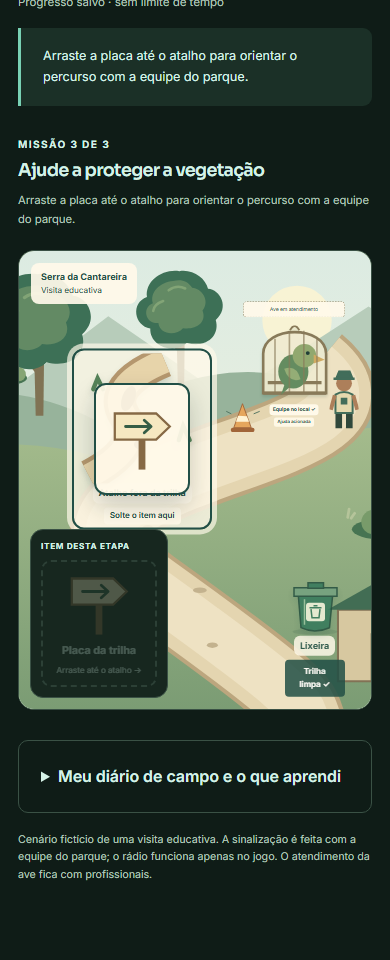 Progresso salvo · sem limite de tempo
Arraste a placa até o atalho para orientar o
percurso com a equipe do parque.
MISSÃO 3 DE 3
Ajude a proteger a vegetação
Arraste a placa até o atalho para orientar o percurso com a equipe
do parque.
Serra da Cantareira
Visita educativa
Ave em atendimento
Equipe no local ✓
Ajuda acionada
Solte o item aqui
ITEM DESTA ETAPA
Placa da trilha
Arraste até o atalho →
Lixeira
Trilha
limpa ✓
Meu diário de campo e o que aprendi
Cenário fictício de uma visita educativa. A sinalização é feita com a
equipe do parque; o rádio funciona apenas no jogo. O atendimento da
ave fica com profissionais.